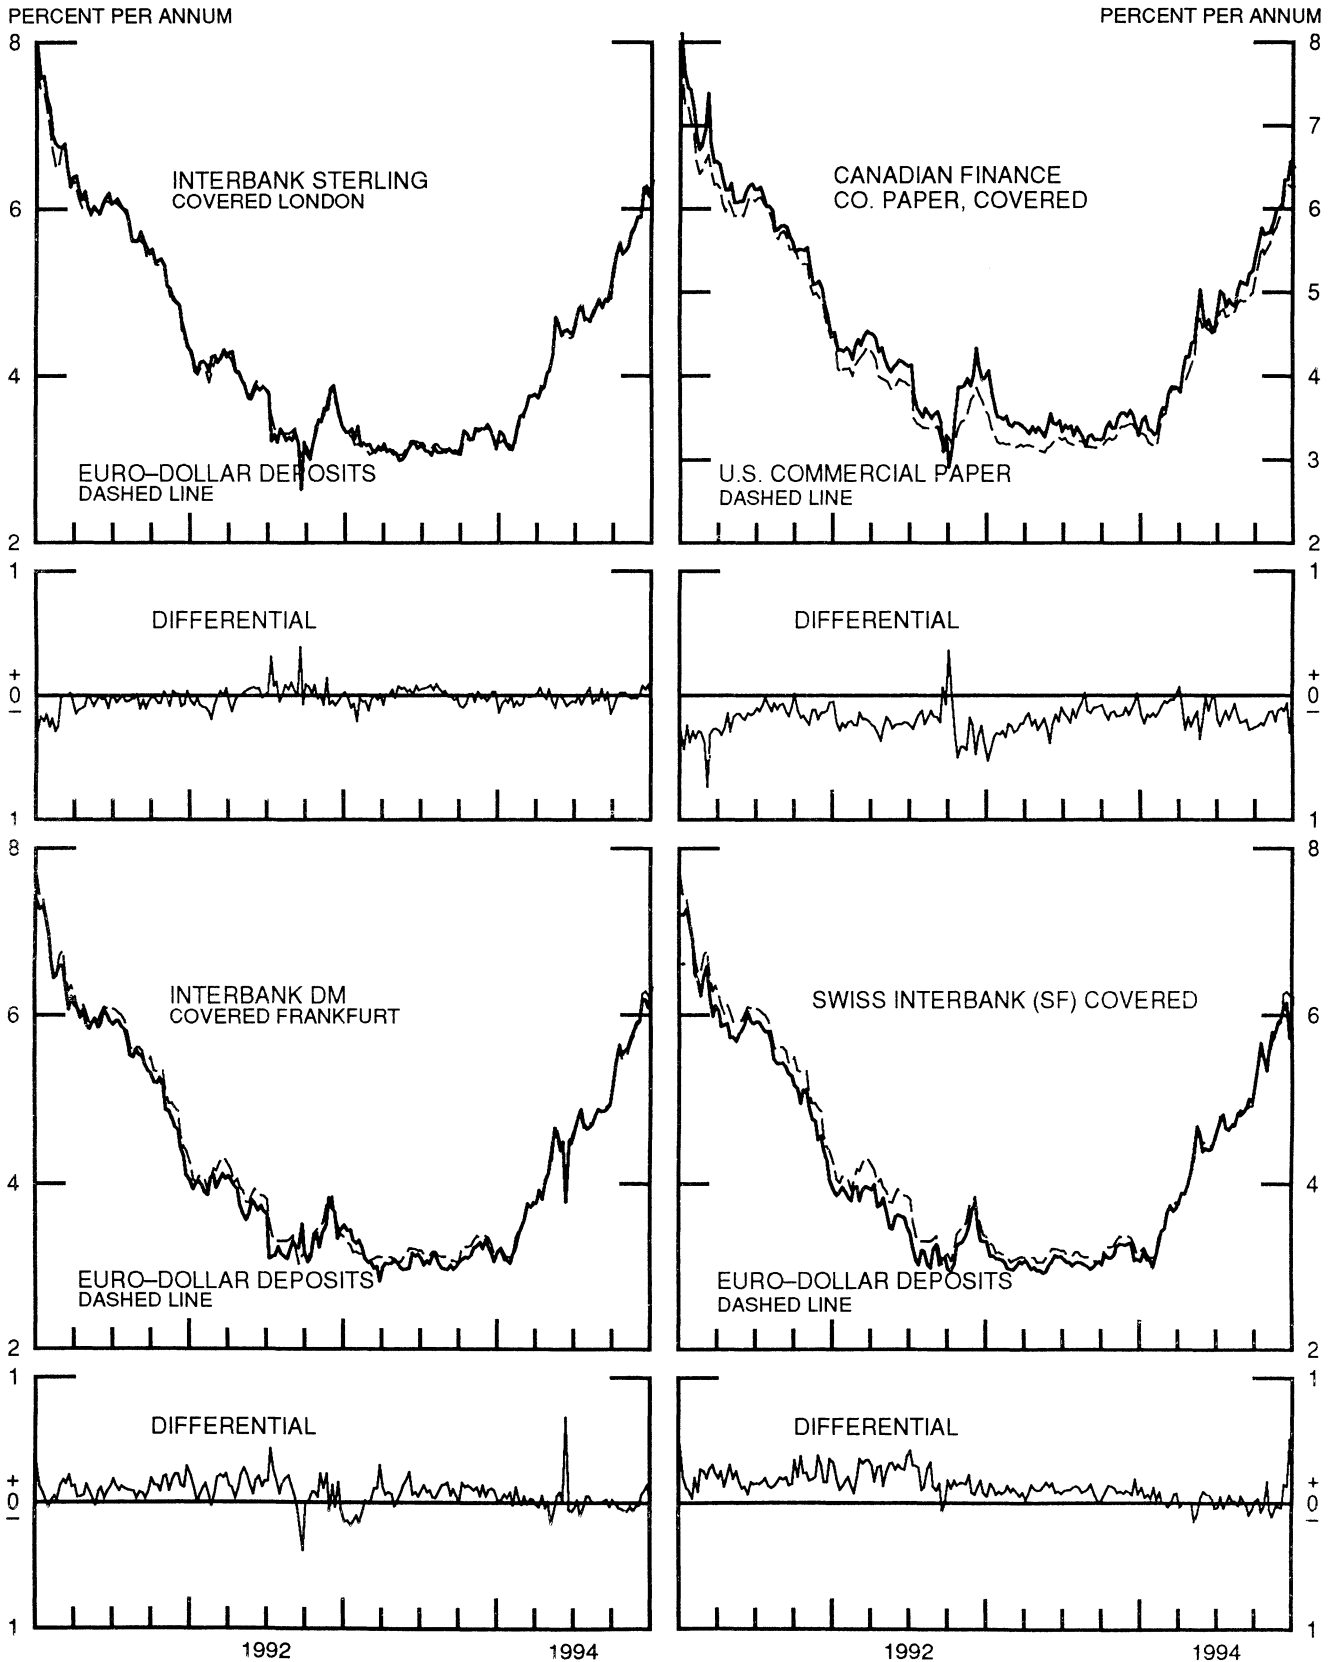 PERCENT PER ANNUM
PERCENT PER ANNUM
8
8
7
INTERBANK STERLING
COVERED LONDON
CANADIAN FINANCE
CO. PAPER, COVERED
6
6
5
4
4
3
EURO–DOLLAR DEPOSITS
DASHED LINE
U.S. COMMERCIAL PAPER
DASHED LINE
2
2
1
1
DIFFERENTIAL
DIFFERENTIAL
+
0
–
+
0
–
1
1
8
8
INTERBANK DM
COVERED FRANKFURT
SWISS INTERBANK (SF) COVERED
6
6
4
4
EURO–DOLLAR DEPOSITS
DASHED LINE
EURO–DOLLAR DEPOSITS
DASHED LINE
2
2
1
1
DIFFERENTIAL
DIFFERENTIAL
+
0
–
+
0
–
1
1
1992
1994
1992
1994